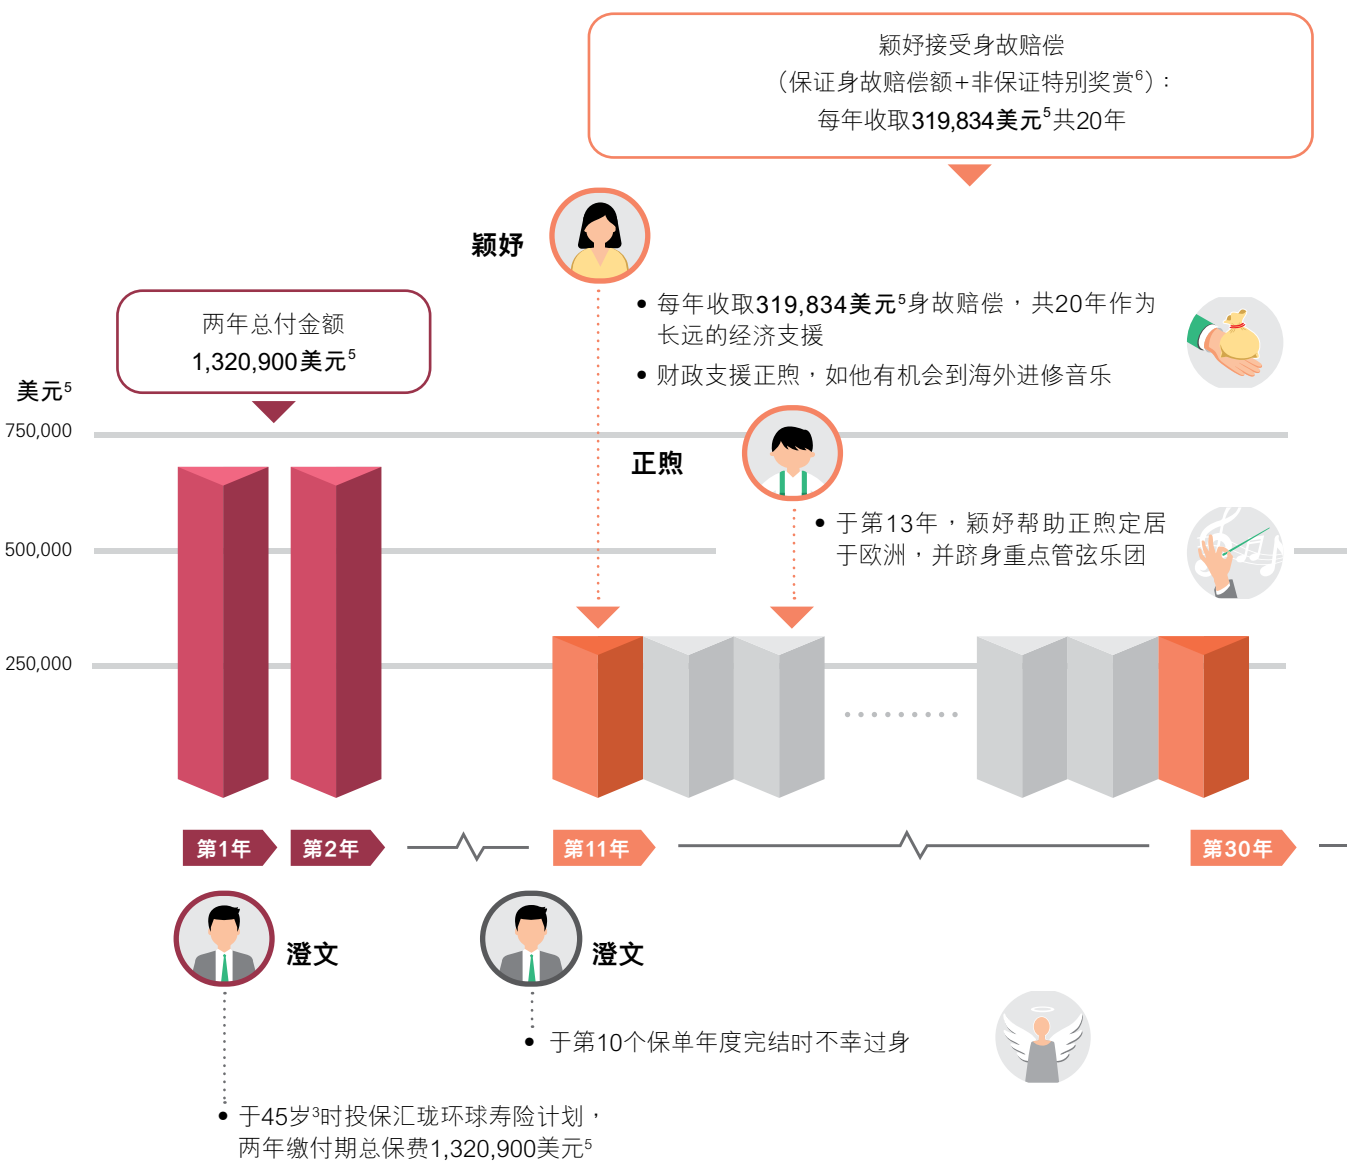 颖妤接受身故赔偿
（保证身故赔偿额+非保证特别奖赏6）：
每年收取319,834美元5共20年
颖妤
• 每年收取319,834美元5身故赔偿，共20年作为
长远的经济支援
• 财政支援正煦，如他有机会到海外进修音乐
两年总付金额
1,320,900美元5
美元5
750,000
正煦
• 于第13年，颖妤帮助正煦定居
于欧洲，并跻身重点管弦乐团
500,000
250,000
第1年
第2年
第11年
第30年
澄文
澄文
• 于第10个保单年度完结时不幸过身
• 于45岁3时投保汇珑环球寿险计划，
两年缴付期总保费1,320,900美元5